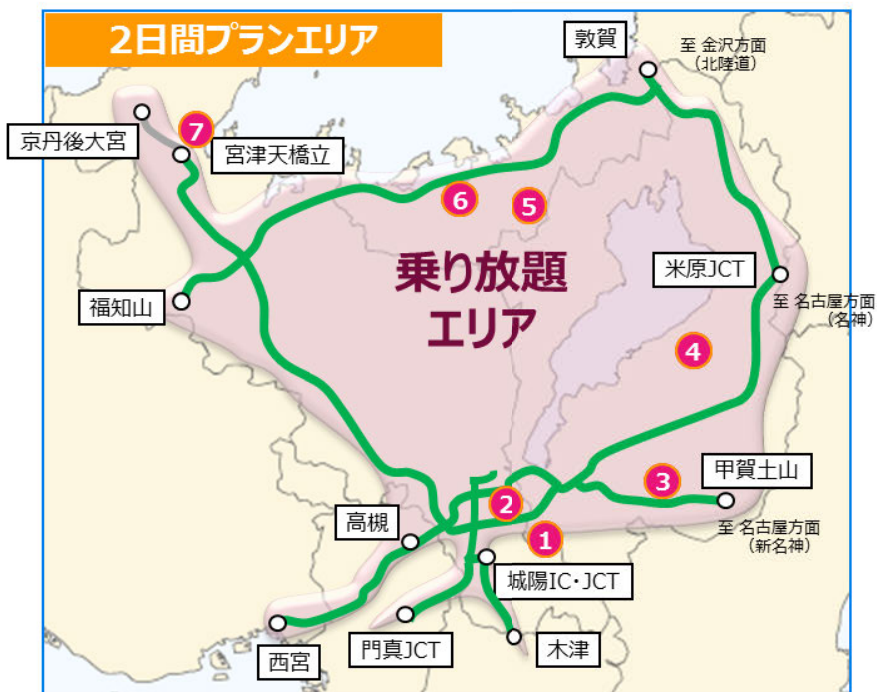 2日間プランエリア
敦賀
至 金沢方面
(北陸道)
京丹後大宮
7
宮津天橋立
6
5
乗り放題
エリア
米原JCT
至 名古屋方面
(名神)
福知山
4
3
甲賀土山
2
高槻
1
至 名古屋方面
(新名神)
城陽IC・JCT
西宮
門真JCT
木津